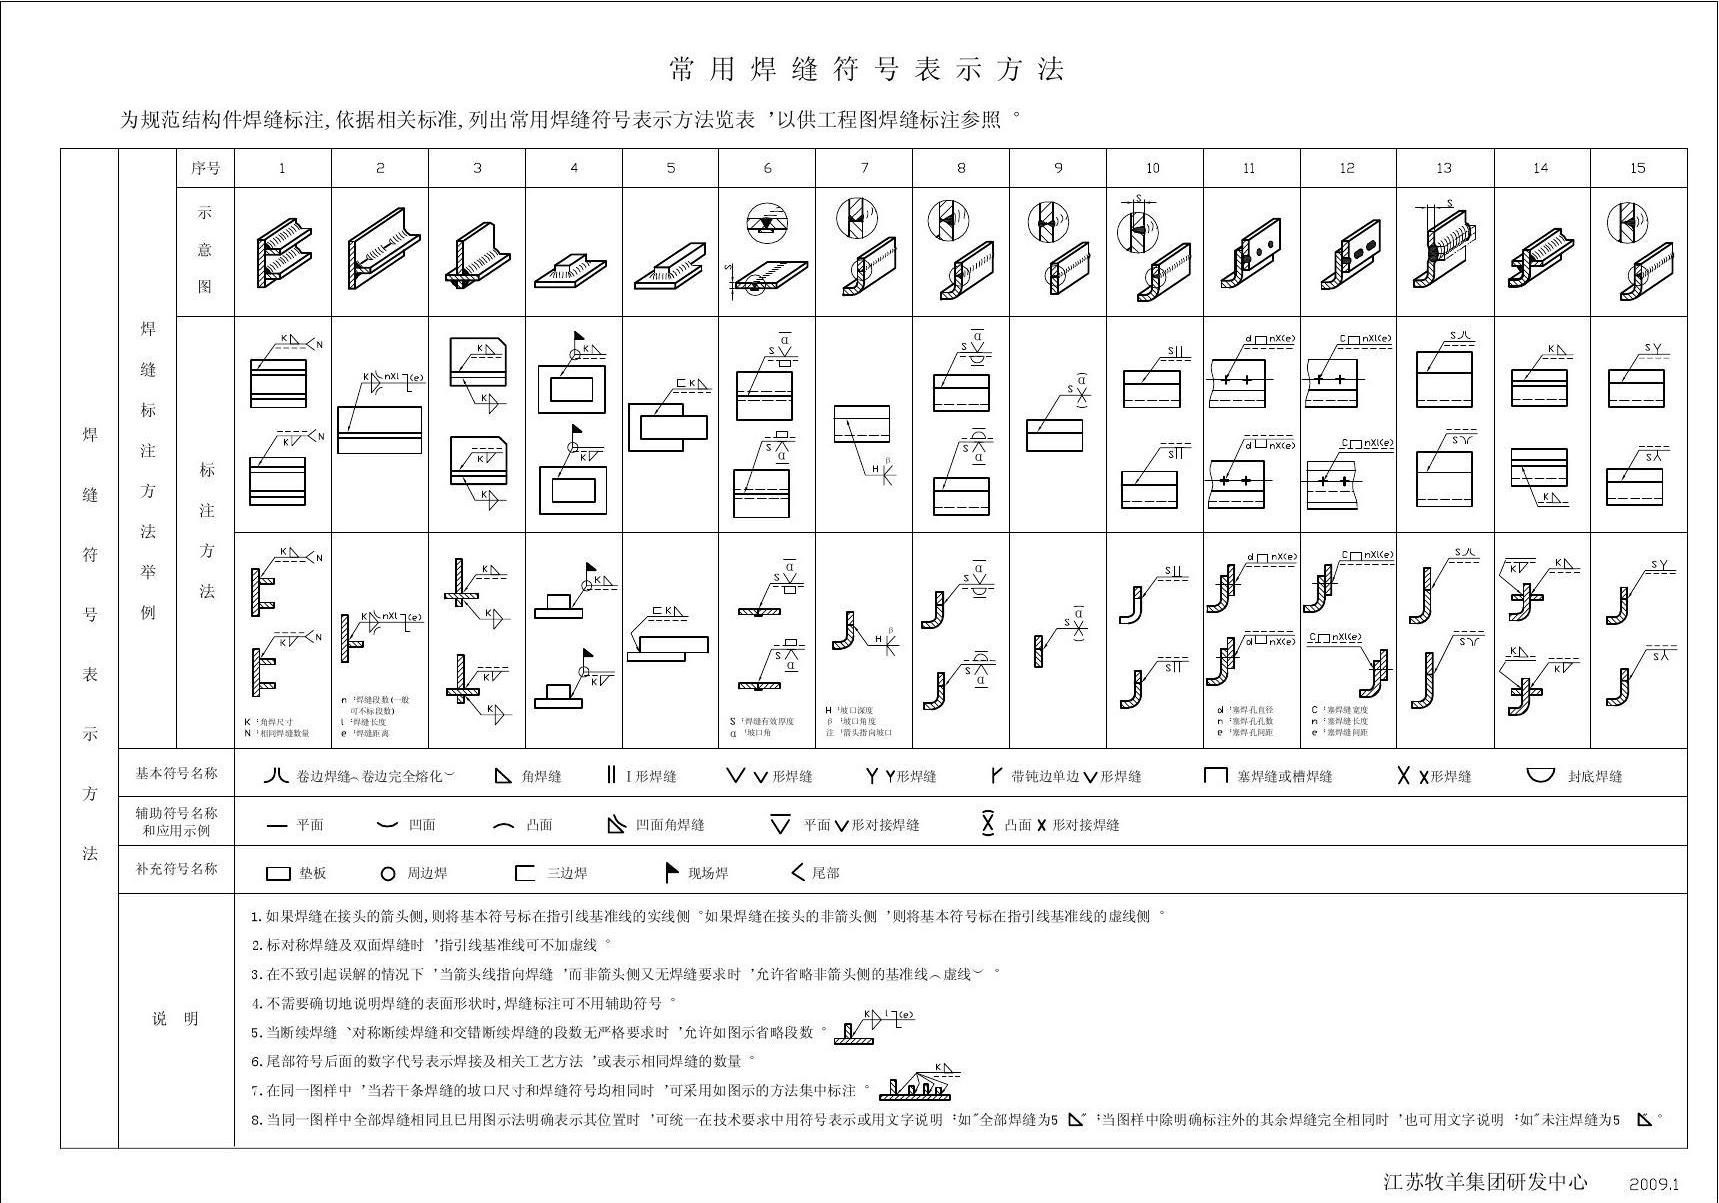 常用焊缝符号表示方法
为规范结构件焊缝标注,依据相关标准,列出常用焊缝符号表示方法览表,以供工程图焊缝标注参照。
焊缝符号表示方法
焊缝标注方法举例
序号 1 2 3 4 5 6 7 8 9 10 11 12 13 14 15
示意图
S S S
标注方法
K N
K nXl (e)
K
K
K
⊏ K
S α
S α
S α
S
d nX(e)
C nXl(e)
S
K
S Y
K N
K
K
K
S α
H β
S α
S
d nX(e)
C nXl(e)
S
K
S
K N
K nXl (e)
K
K
K
⊏ K
S α
H β
S α
S α
S
d nX(e)
C nXl(e)
S
K K
S Y
K N
K
K
K
S α
S α
S
d nX(e)
C nXl(e)
S
K K
S
K :角焊尺寸
N :相同焊缝数量
n :焊缝段数(一般
可不标段数)
l :焊缝长度
e :焊缝距离
S :焊缝有效厚度
α :坡口角
H :坡口深度
β :坡口角度
注 :箭头指向坡口
d :塞焊孔直径
n :塞焊孔孔数
e :塞焊孔间距
C :塞焊缝宽度
n :塞焊缝长度
e :塞焊缝间距
基本符号名称 卷边焊缝(卷边完全熔化) 角焊缝 I形焊缝 V形焊缝 Y形焊缝 带钝边单边V形焊缝 塞焊缝或槽焊缝 X形焊缝 封底焊缝
辅助符号名称
和应用示例
平面 凹面 凸面 凹面角焊缝 平面V形对接焊缝 凸面X形对接焊缝
补充符号名称 垫板 周边焊 三边焊 现场焊 尾部
说 明
1.如果焊缝在接头的箭头侧,则将基本符号标在指引线基准线的实线侧。如果焊缝在接头的非箭头侧,则将基本符号标在指引线基准线的虚线侧。
2.标对称焊缝及双面焊缝时,指引线基准线可不加虚线。
3.在不致引起误解的情况下,当箭头线指向焊缝,而非箭头侧又无焊缝要求时,允许省略非箭头侧的基准线(虚线)。
4.不需要确切地说明焊缝的表面形状时,焊缝标注可不用辅助符号。
5.当断续焊缝、对称断续焊缝和交错断续焊缝的段数无严格要求时,允许如图示省略段数。 K l (e)
6.尾部符号后面的数字代号表示焊接及相关工艺方法,或表示相同焊缝的数量。
7.在同一图样中,当若干条焊缝的坡口尺寸和焊缝符号均相同时,可采用如图示的方法集中标注。 K
8.当同一图样中全部焊缝相同且已用图示法明确表示其位置时,可统一在技术要求中用符号表示或用文字说明:如"全部焊缝为5 ";当图样中除明确标注外的其余焊缝完全相同时,也可用文字说明:如"未注焊缝为5 "。
江苏牧羊集团研发中心 2009.1